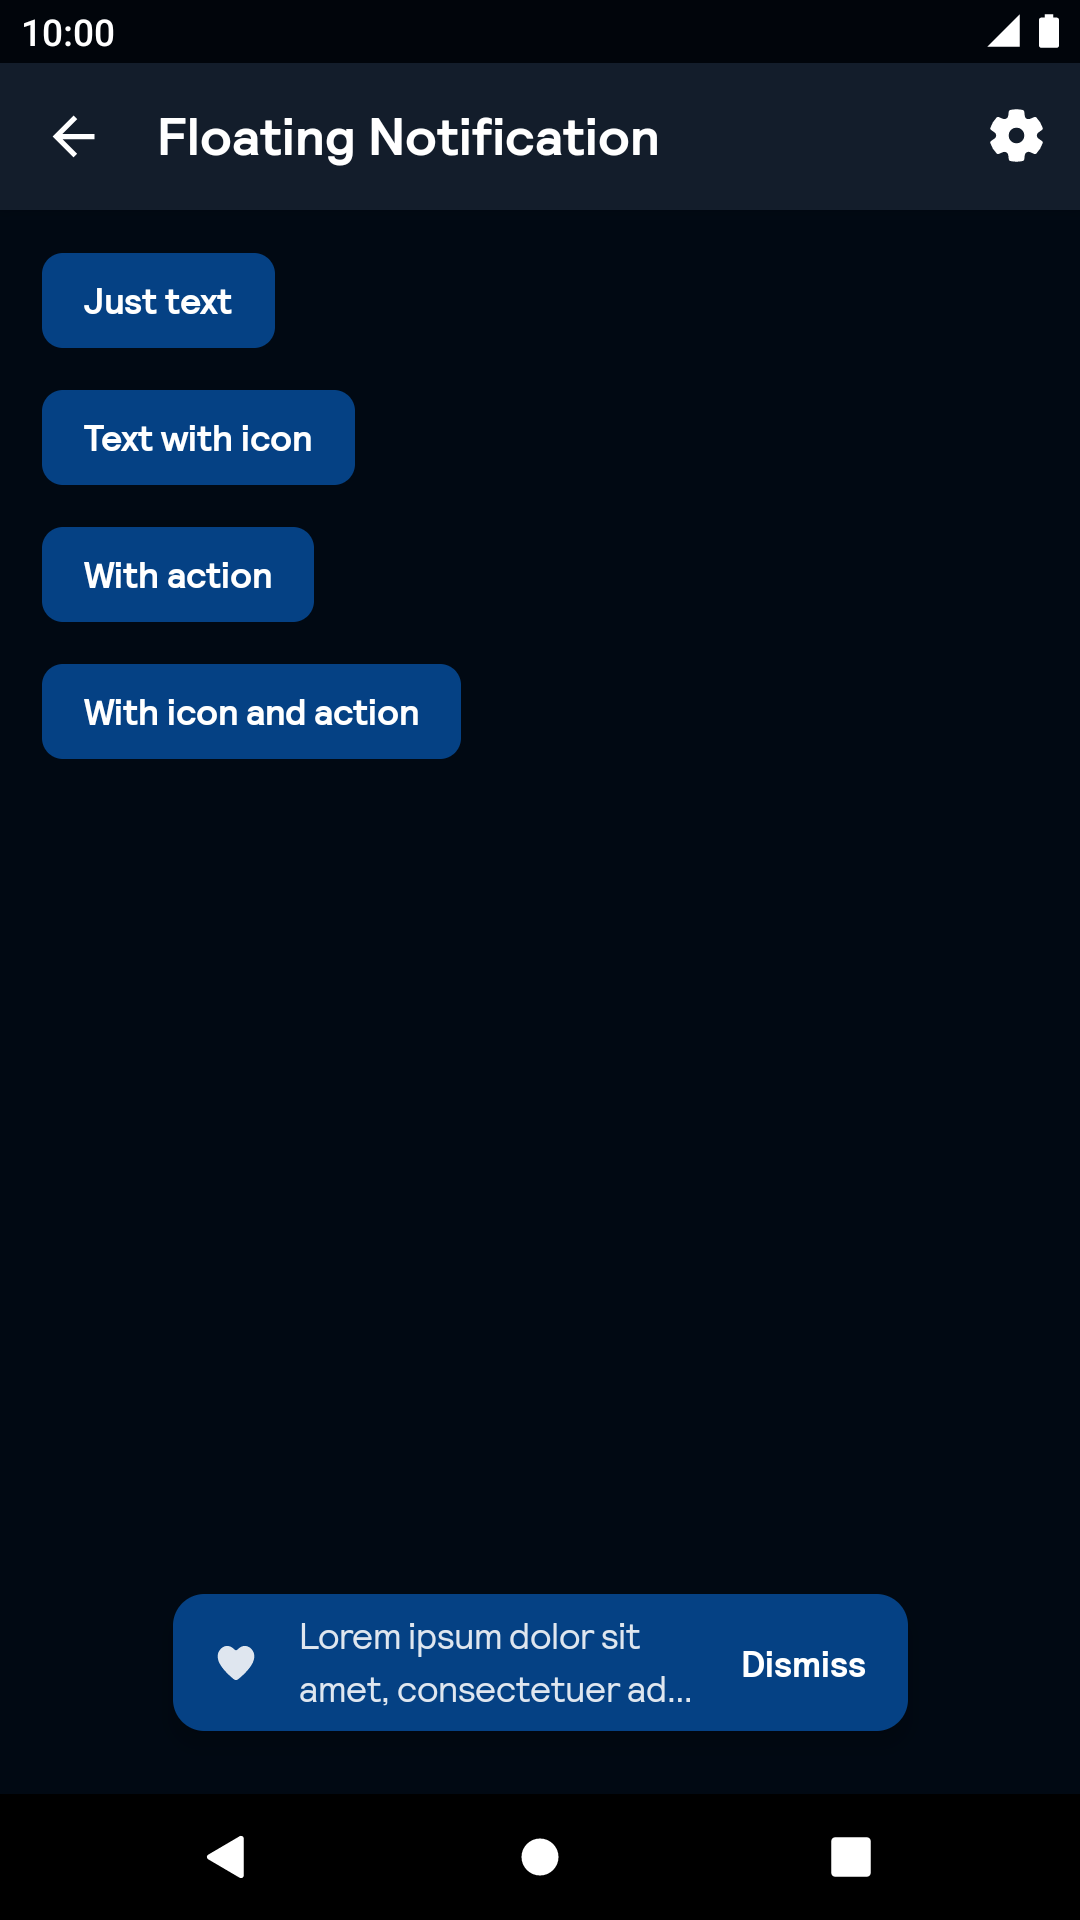 10:00
Floating Notification
Just text
Text with icon
With action
With icon and action
Lorem ipsum dolor sit
amet, consectetuer ad...
Dismiss